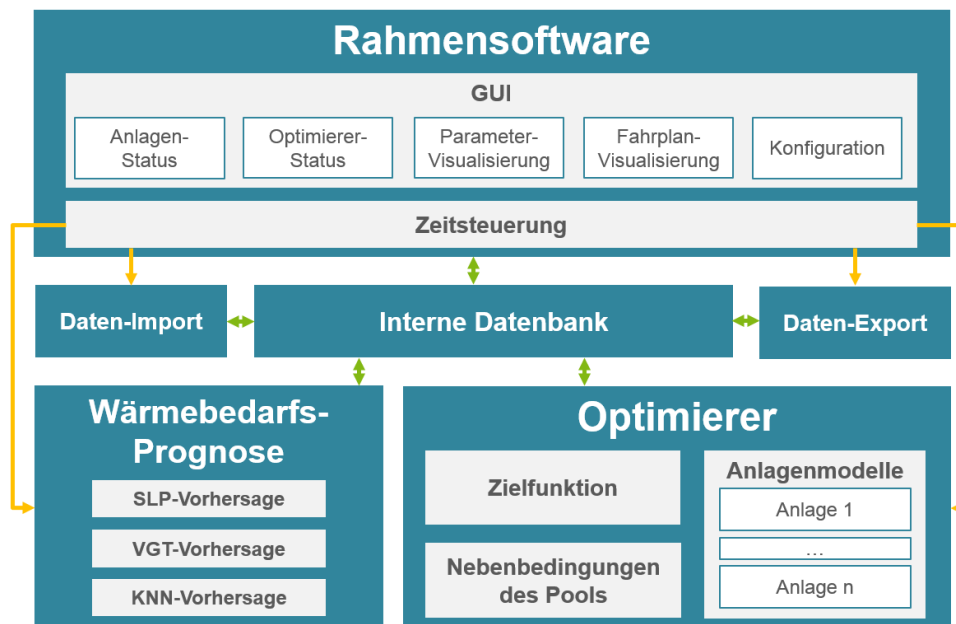 Rahmensoftware
GUI
Anlagen-
Status
Optimierer-
Status
Parameter-
Visualisierung
Fahrplan-
Visualisierung
Konfiguration
Zeitsteuerung
Daten-Import
Interne Datenbank
Daten-Export
Wärmebedarfs-
Prognose
SLP-Vorhersage
VGT-Vorhersage
KNN-Vorhersage
Optimierer
Zielfunktion
Nebenbedingungen
des Pools
Anlagenmodelle
Anlage 1
...
Anlage n